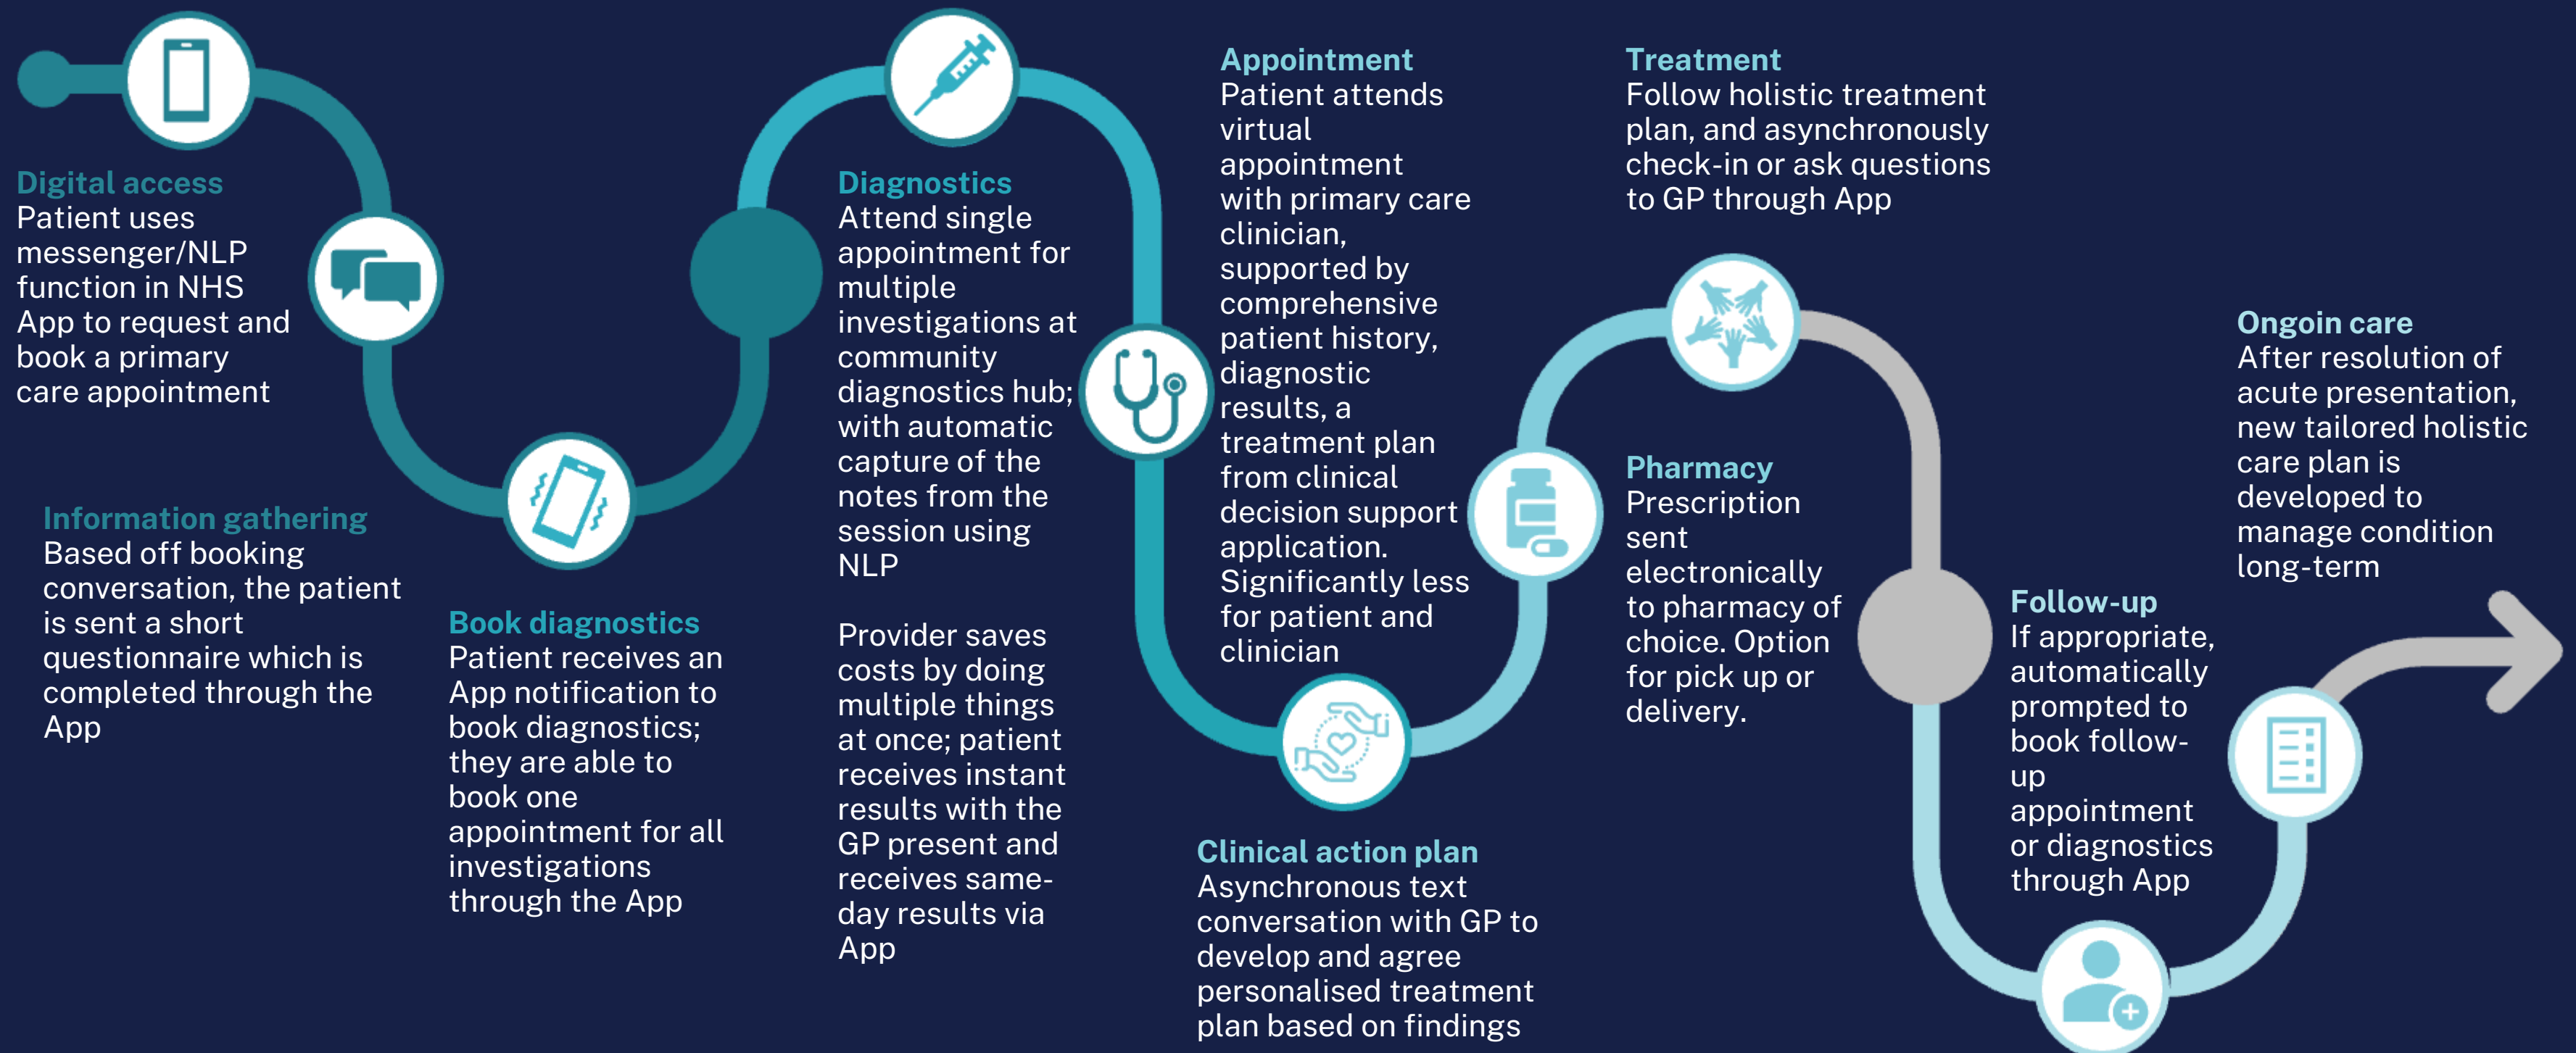 Digital access
Patient uses
messenger/NLP
function in NHS
App to request and
book a primary
care appointment
Information gathering
Based off booking
conversation, the patient
is sent a short
questionnaire which is
completed through the
App
Book diagnostics
Patient receives an
App notification to
book diagnostics;
they are able to
book one
appointment for all
investigations
through the App
Diagnostics
Attend single
appointment for
multiple
investigations at
community
diagnostics hub;
with automatic
capture of the
notes from the
session using
NLP
Provider saves
costs by doing
multiple things
at once; patient
receives instant
results with the
GP present and
receives same-
day results via
App
Appointment
Patient attends
virtual
appointment
with primary care
clinician,
supported by
comprehensive
patient history,
diagnostic
results, a
treatment plan
from clinical
decision support
application.
Significantly less
for patient and
clinician
Clinical action plan
Asynchronous text
conversation with GP to
develop and agree
personalised treatment
plan based on findings
Pharmacy
Prescription
sent
electronically
to pharmacy of
choice. Option
for pick up or
delivery.
Treatment
Follow holistic treatment
plan, and asynchronously
check-in or ask questions
to GP through App
Follow-up
If appropriate,
automatically
prompted to
book follow-
up
appointment
or diagnostics
through App
Ongoin care
After resolution of
acute presentation,
new tailored holistic
care plan is
developed to
manage condition
long-term